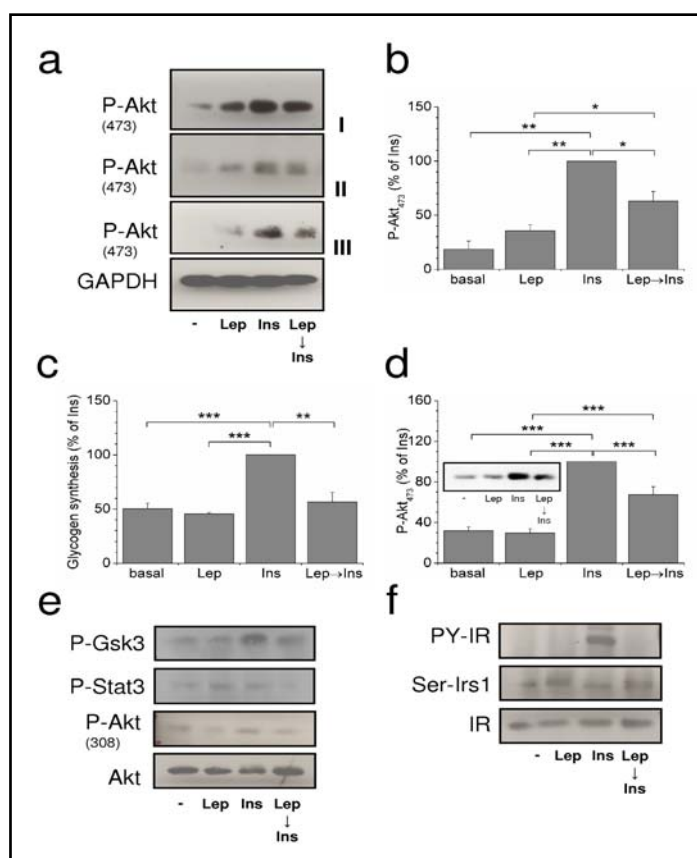 a
P-Akt
(473)
I
P-Akt
(473)
II
P-Akt
(473)
III
GAPDH
- Lep Ins Lep
↓
Ins
b
P-Akt473 (% of Ins)
150
100
50
0
*
**
** *
basal Lep Ins Lep→Ins
c
Glycogen synthesis (% of Ins)
150
100
50
0
*** **
***
basal Lep Ins Lep→Ins
d
P-Akt473 (% of Ins)
160
120
80
40
0
***
***
*** ***
- Lep Ins Lep
↓
Ins
basal Lep Ins Lep→Ins
e
P-Gsk3
P-Stat3
P-Akt
(308)
Akt
- Lep Ins Lep
↓
Ins
f
PY-IR
Ser-Irs1
IR
- Lep Ins Lep
↓
Ins